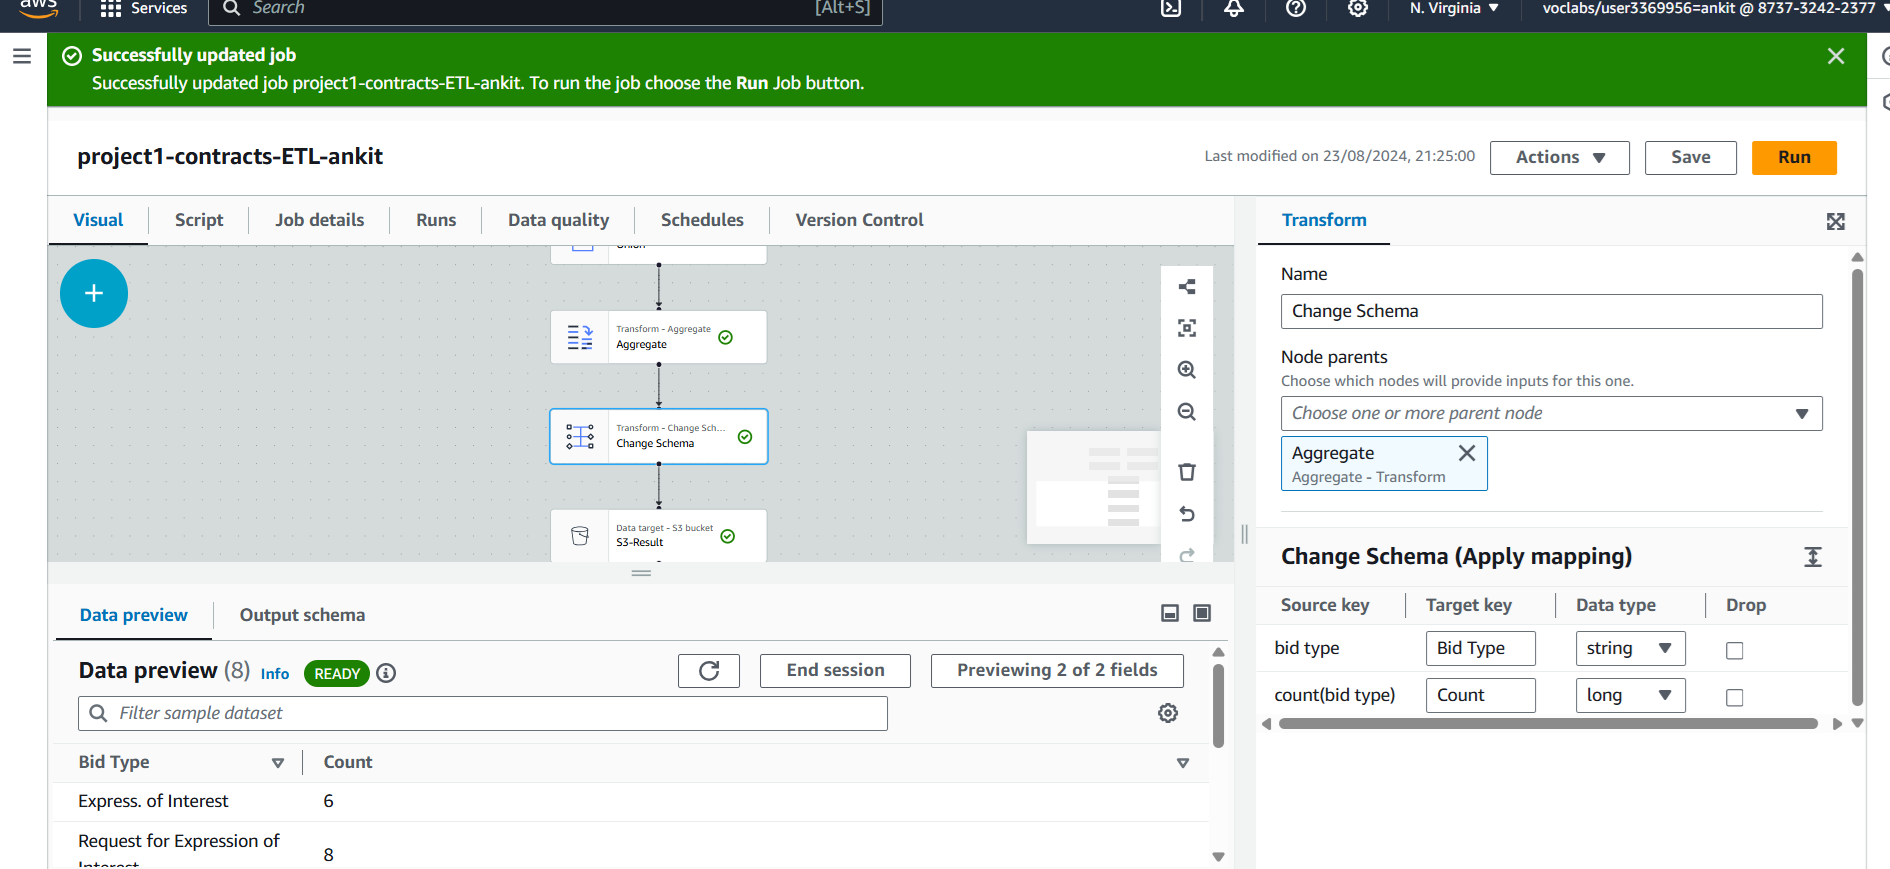 aws
Services
Search
[Alt+S]
N. Virginia
voclabs/user3369956=ankit @ 8737-3242-2377
Successfully updated job
Successfully updated job project1-contracts-ETL-ankit. To run the job choose the Run Job button.
project1-contracts-ETL-ankit
Last modified on 23/08/2024, 21:25:00
Actions
Save
Run
Visual
Script
Job details
Runs
Data quality
Schedules
Version Control
Union
Transform - Aggregate
Aggregate
Transform - Change Sch...
Change Schema
Data target - S3 bucket
S3-Result
Data preview
Output schema
Data preview (8)
Info
READY
End session
Previewing 2 of 2 fields
Filter sample dataset
Bid Type
Count
Express. of Interest
6
Request for Expression of
Interest
8
Transform
Name
Change Schema
Node parents
Choose which nodes will provide inputs for this one.
Choose one or more parent node
Aggregate
Aggregate - Transform
Change Schema (Apply mapping)
Source key
Target key
Data type
Drop
bid type
Bid Type
string
count(bid type)
Count
long